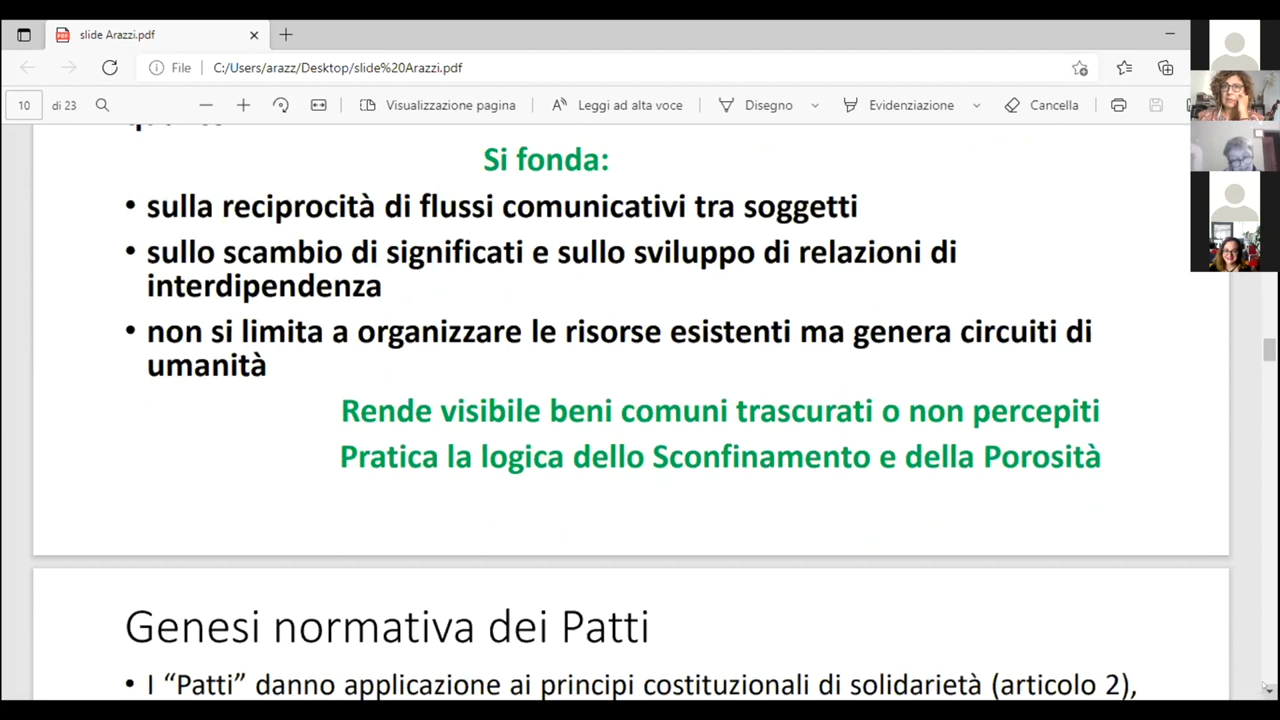 slide Arazzi.pdf
File
C:/Users/arazz/Desktop/slide%20Arazzi.pdf
10 di 23
Visualizzazione pagina
Leggi ad alta voce
Disegno
Evidenziazione
Cancella
Si fonda:
• sulla reciprocità di flussi comunicativi tra soggetti
• sullo scambio di significati e sullo sviluppo di relazioni di
interdipendenza
• non si limita a organizzare le risorse esistenti ma genera circuiti di
umanità
Rende visibile beni comuni trascurati o non percepiti
Pratica la logica dello Sconfinamento e della Porosità
Genesi normativa dei Patti
• I “Patti” danno applicazione ai principi costituzionali di solidarietà (articolo 2),